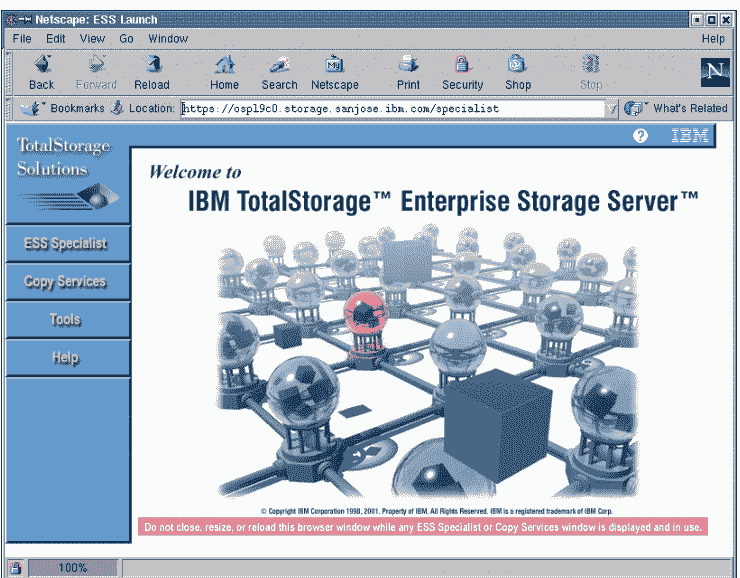 Netscape: ESS Launch
File Edit View Go Window Help
Back Forward Reload Home Search Netscape Print Security Shop Stop
My
N
Bookmarks Location: https://ospl9c0.storage.sanjose.ibm.com/specialist What's Related
? IBM
TotalStorage
Solutions
Welcome to
IBM TotalStorage™ Enterprise Storage Server™
ESS Specialist
Copy Services
Tools
Help
© Copyright IBM Corporation 1998, 2001. Property of IBM. All Rights Reserved. IBM is a registered trademark of IBM Corp.
Do not close, resize, or reload this browser window while any ESS Specialist or Copy Services window is displayed and in use.
100%